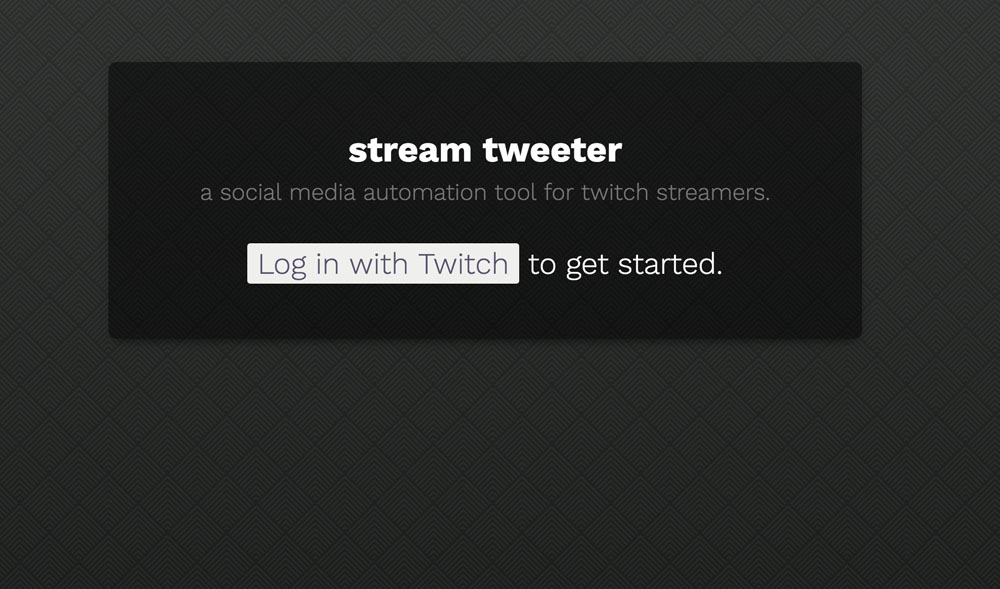 stream tweeter
a social media automation tool for twitch streamers.
Log in with Twitch to get started.